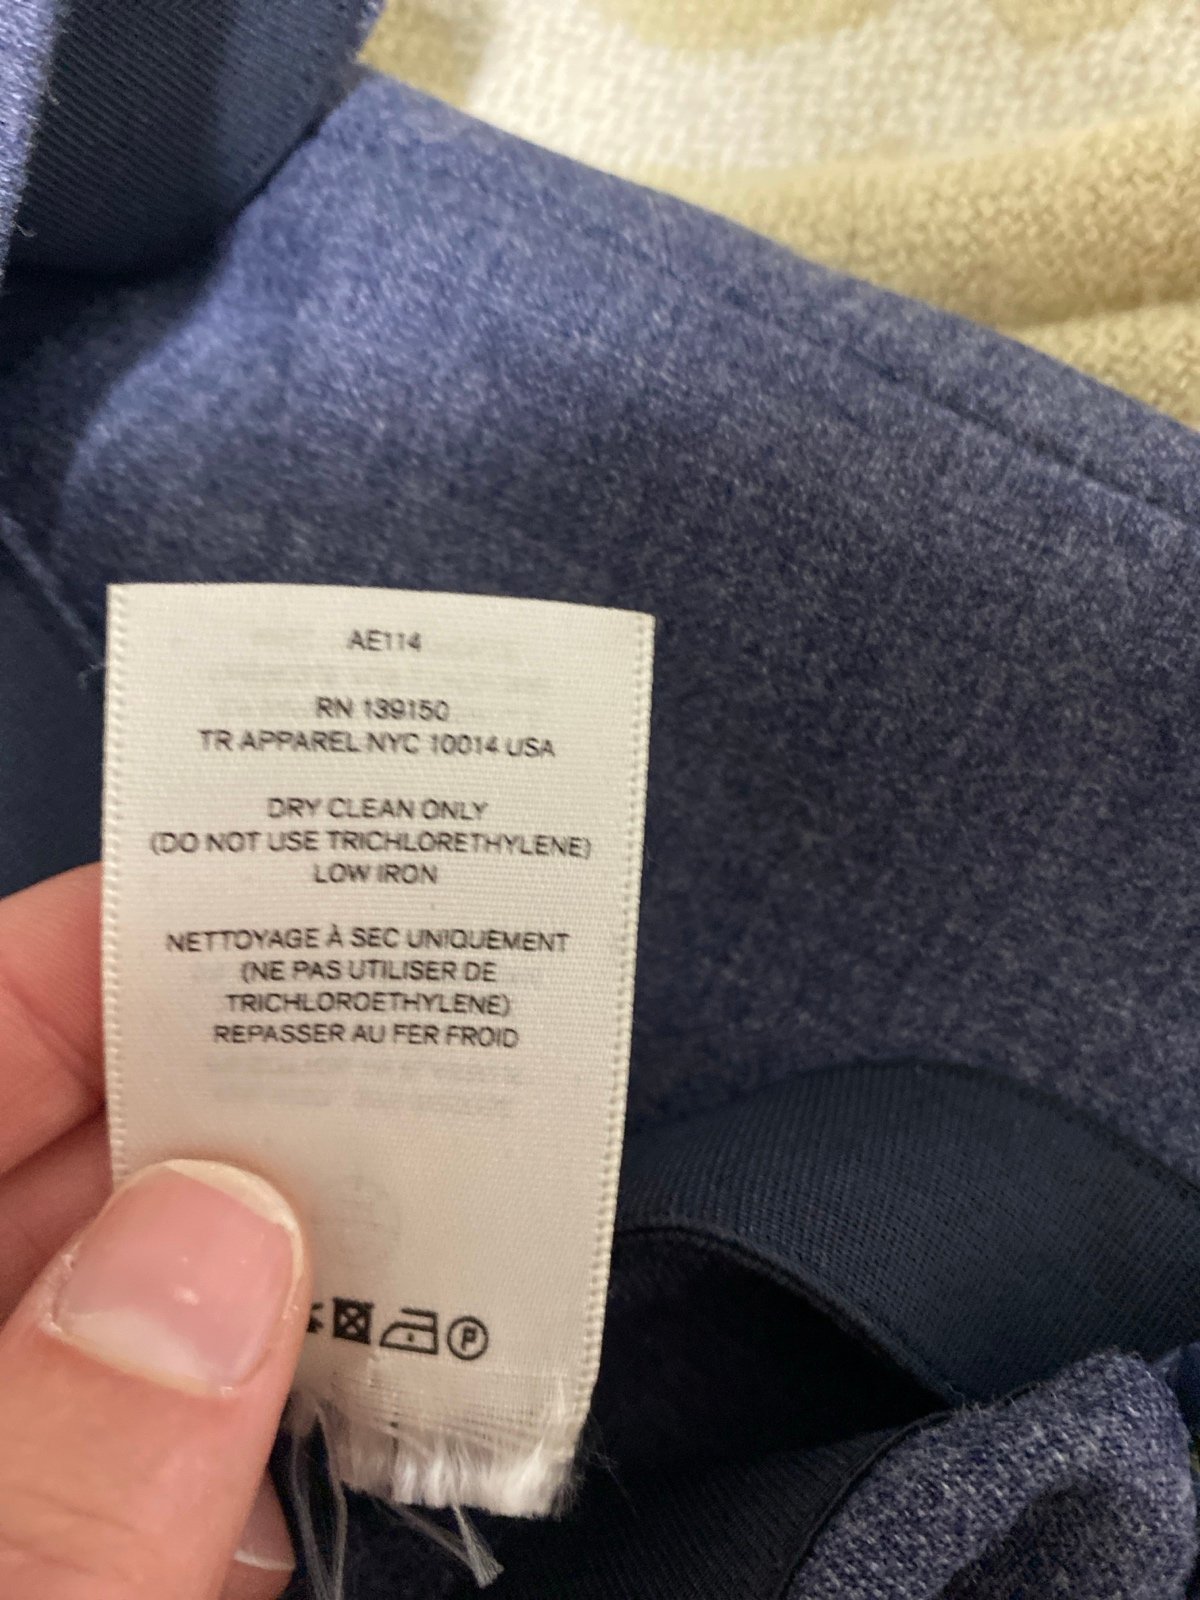 AE114
RN 139150
TR APPAREL NYC 10014 USA
DRY CLEAN ONLY
(DO NOT USE TRICHLORETHYLENE)
LOW IRON
NETTOYAGE À SEC UNIQUEMENT
(NE PAS UTILISER DE
TRICHLOROETHYLENE)
REPASSER AU FER FROID
P